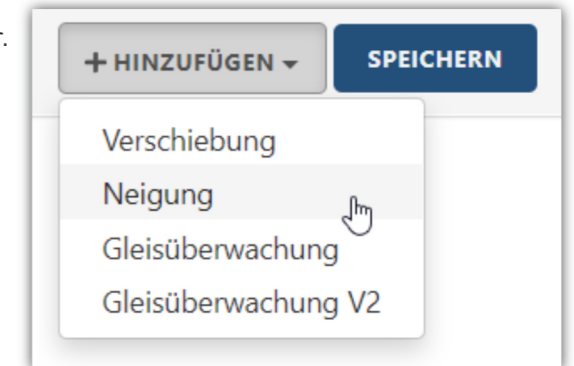 + HINZUFÜGEN SPEICHERN
Verschiebung
Neigung
Gleisüberwachung
Gleisüberwachung V2